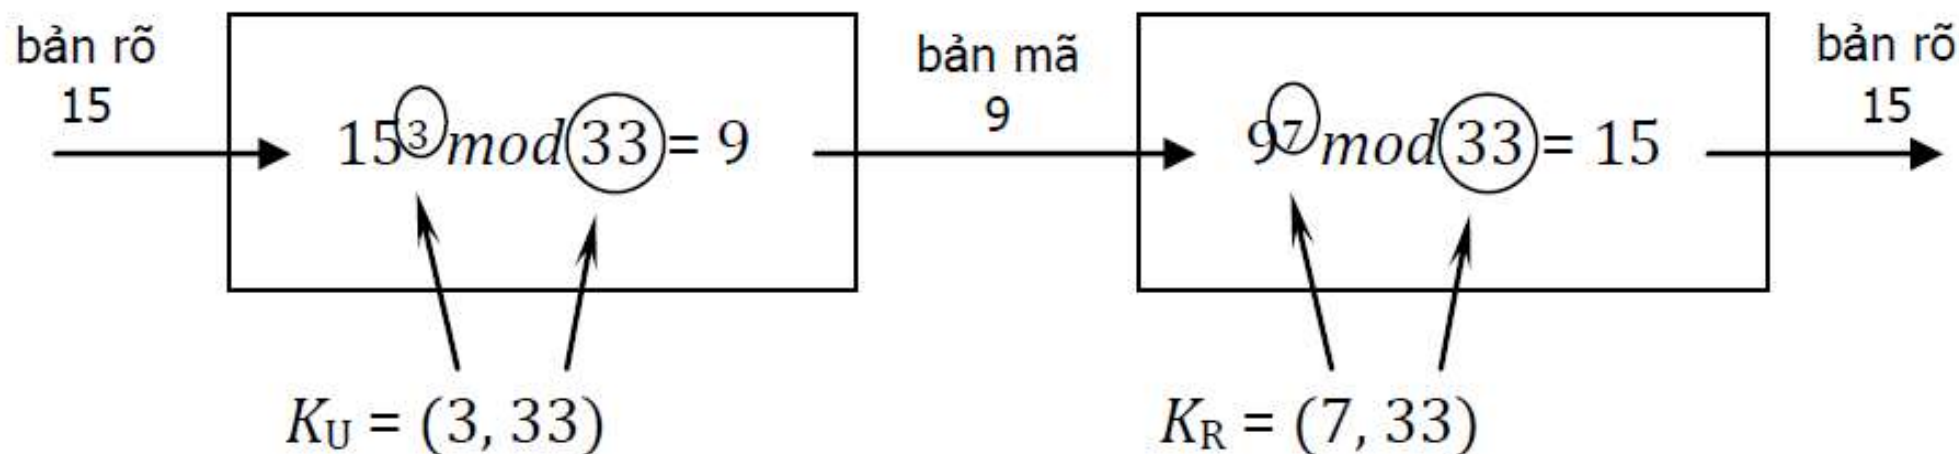 bản rõ
15
15³ mod 33 = 9
bản mã
9
9⁷ mod 33 = 15
bản rõ
15
K_U = (3, 33)
K_R = (7, 33)